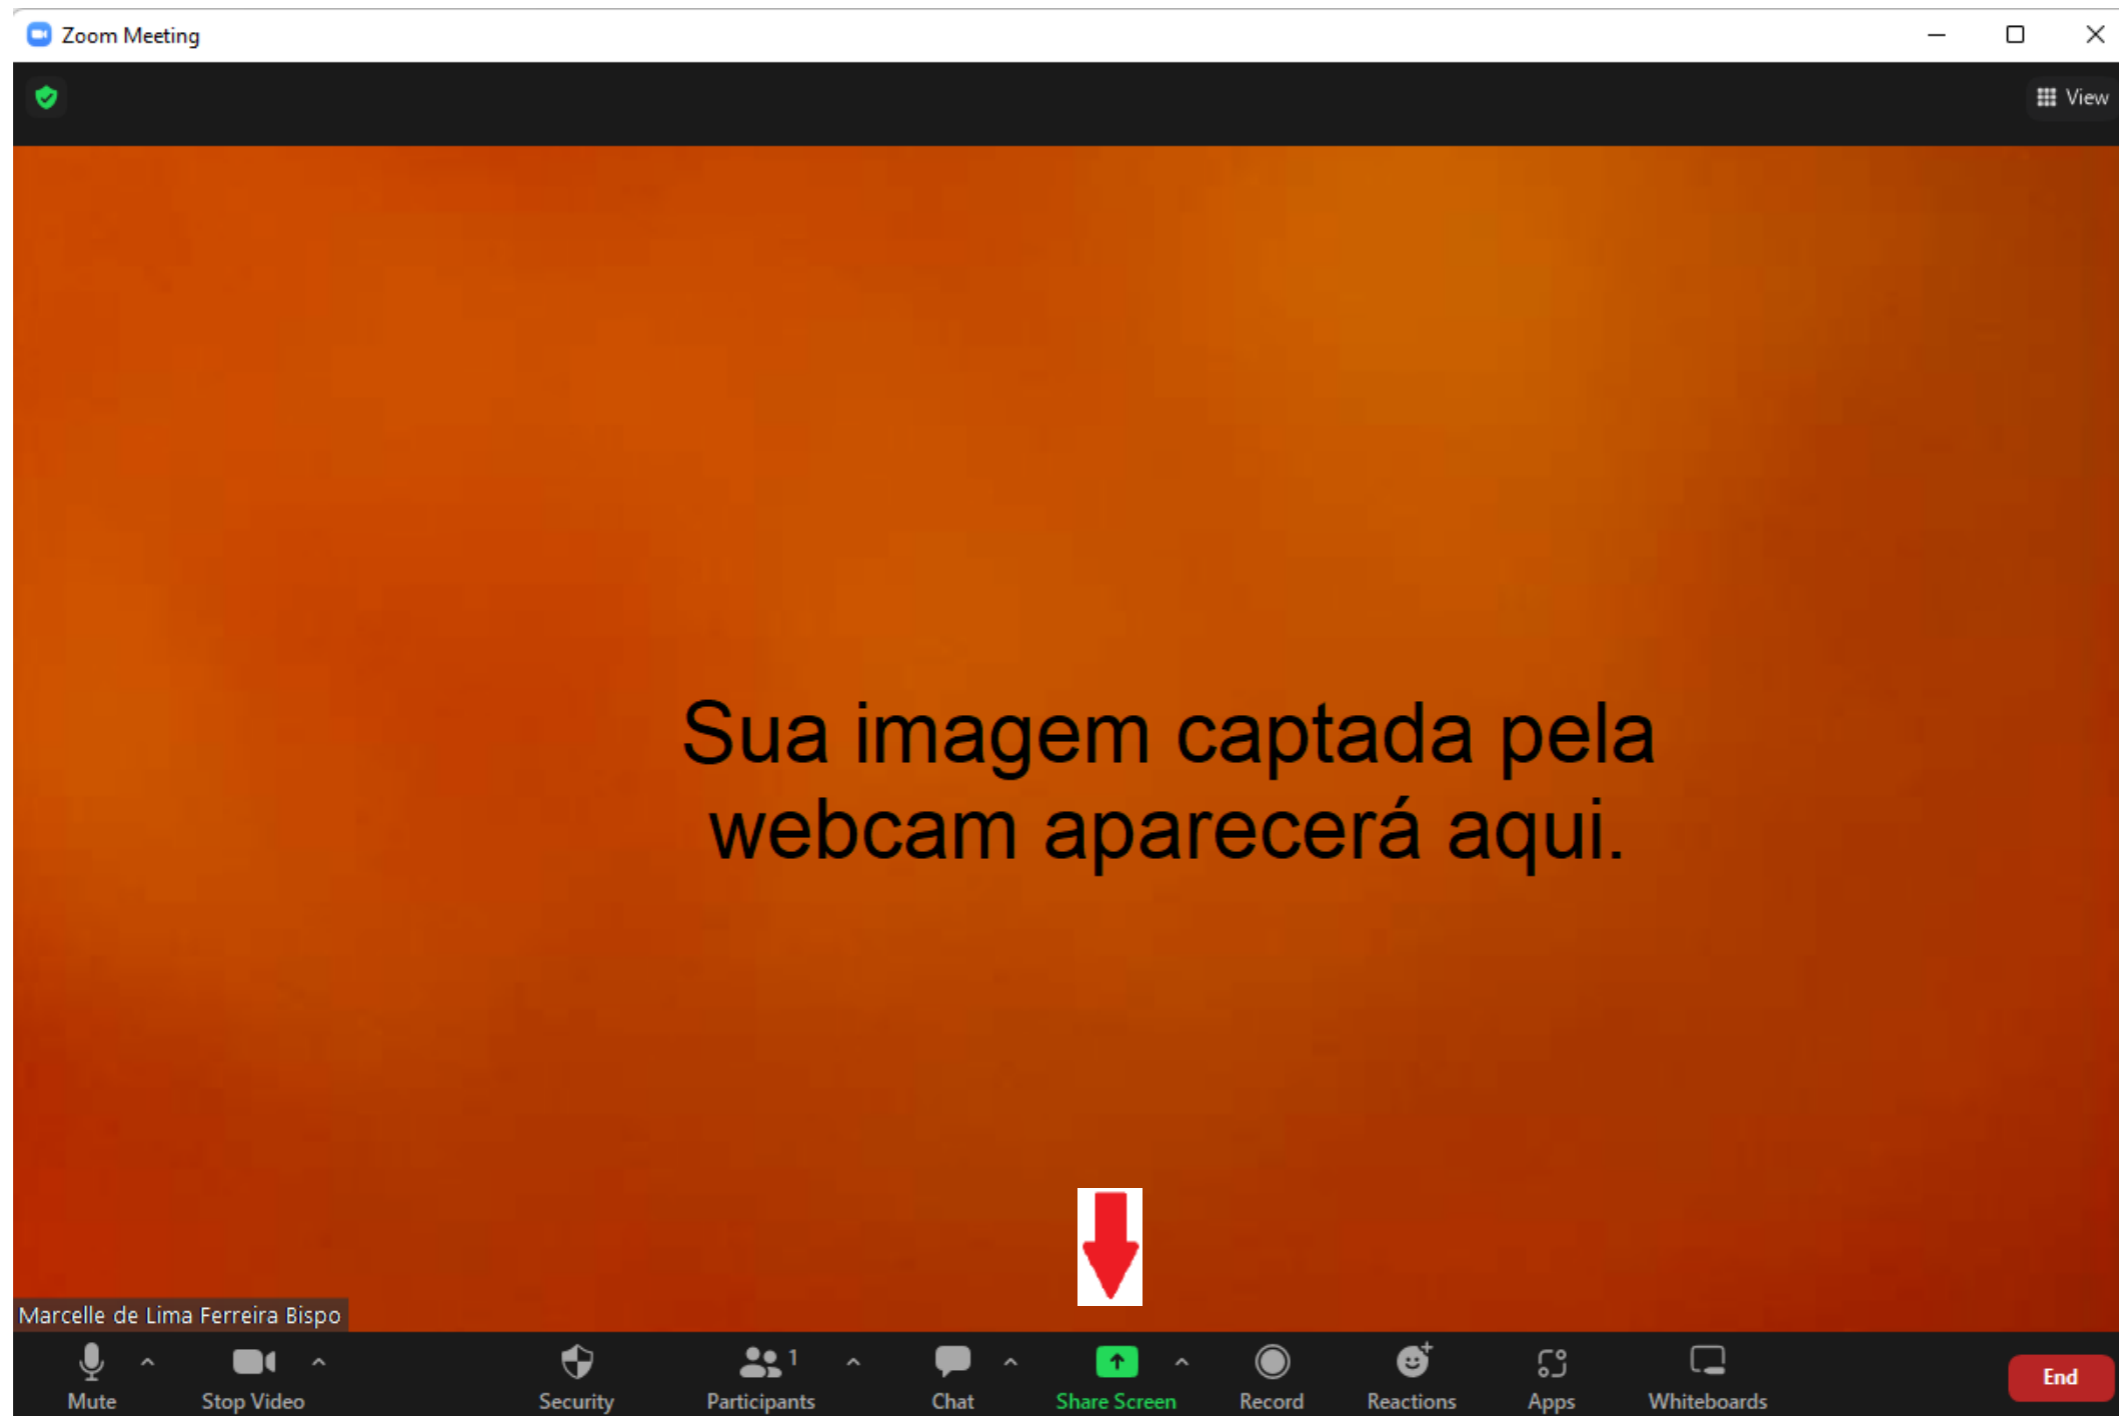 Zoom Meeting
View
Sua imagem captada pela
webcam aparecerá aqui.
Marcelle de Lima Ferreira Bispo
1
Mute
Stop Video
Security
Participants
Chat
Share Screen
Record
Reactions
Apps
Whiteboards
End